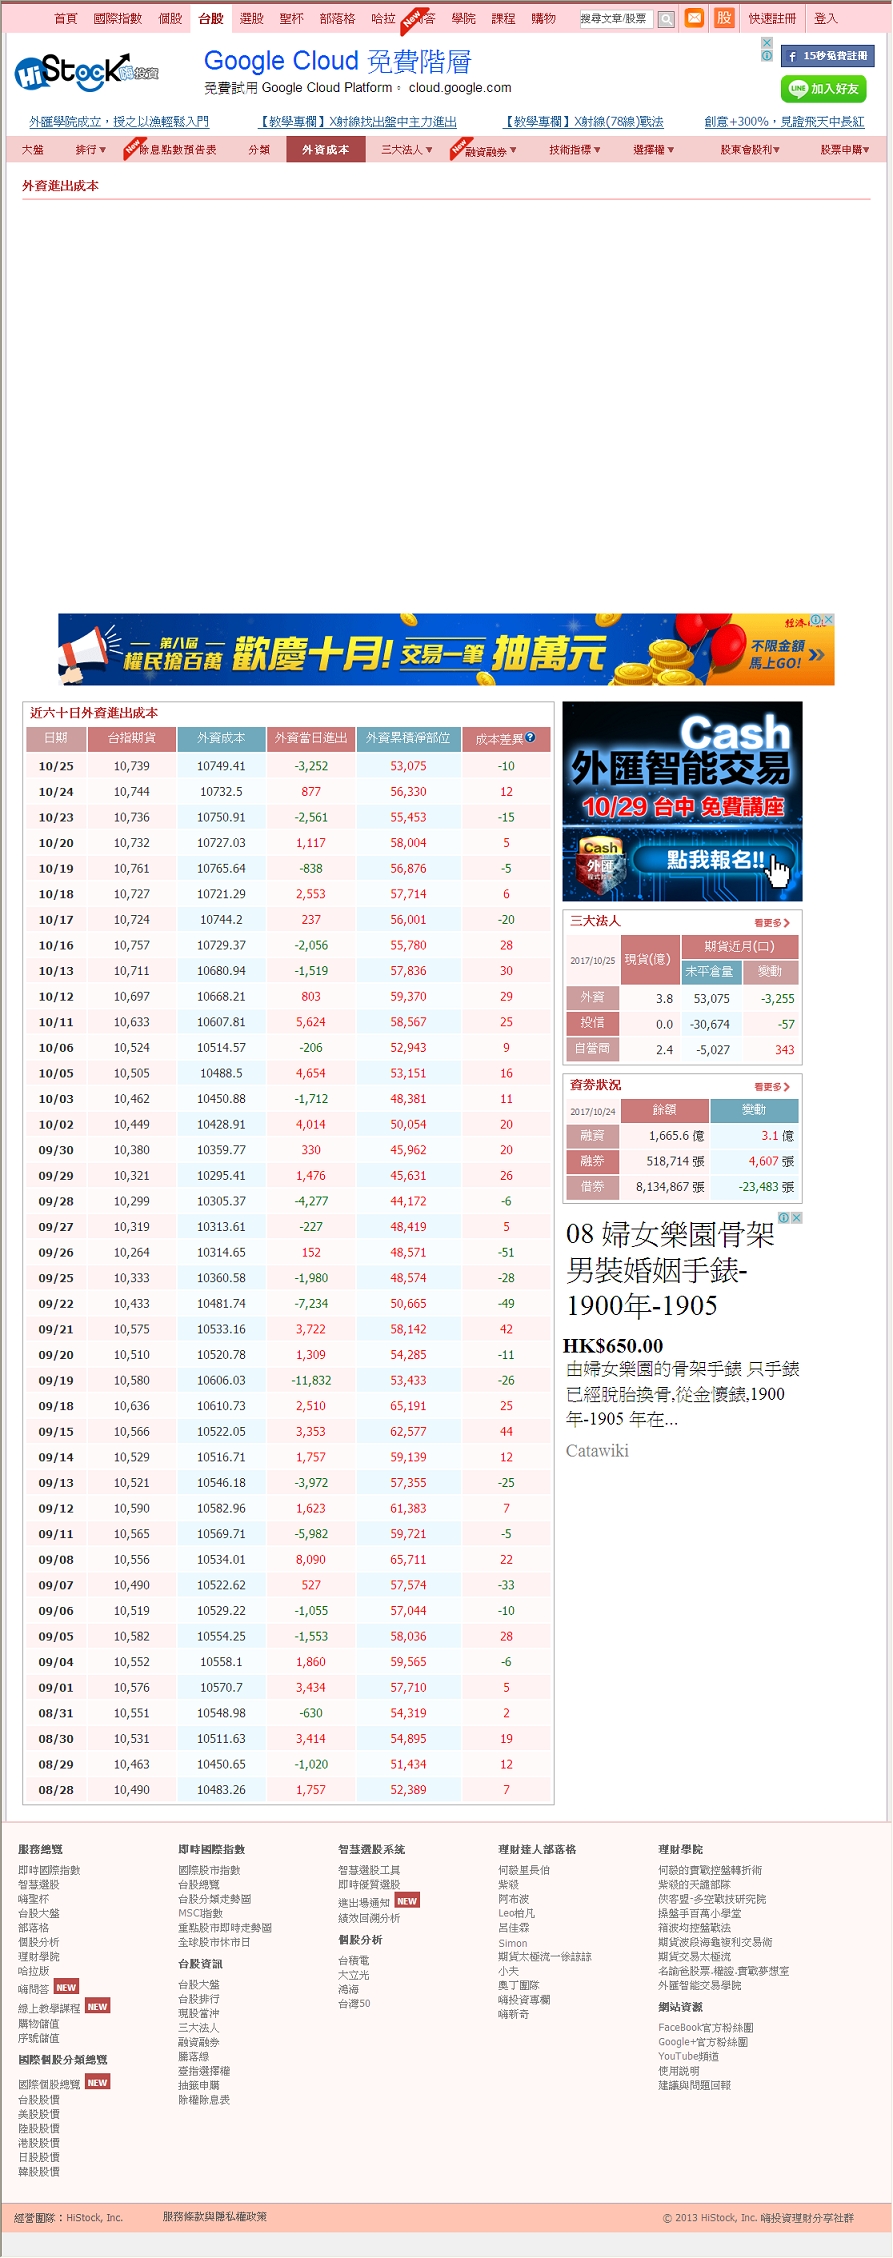 首頁 國際指數 個股 台股 選股 聖杯 部落格 哈拉 New 答 學院 課程 購物 搜尋文章/股票 股 快速註冊 登入
HiStock嗨投資
Google Cloud 免費階層
免費試用 Google Cloud Platform。 cloud.google.com
15秒免費註冊
LINE 加入好友
外匯學院成立，授之以漁輕鬆入門 【教學專欄】X射線找出盤中主力進出 【教學專欄】X射線(78線)戰法 創意+300%，見證飛天中長紅
大盤 排行▼ New 除息點數預告表 分類 外資成本 三大法人▼ New 融資融券▼ 技術指標▼ 選擇權▼ 股東會股利▼ 股票申購▼
外資進出成本
第八屆 權民搶百萬 歡慶十月! 交易一筆 抽萬元 不限金額 馬上GO!
近六十日外資進出成本
日期 台指期貨 外資成本 外資當日進出 外資累積淨部位 成本差異
10/25 10,739 10749.41 -3,252 53,075 -10
10/24 10,744 10732.5 877 56,330 12
10/23 10,736 10750.91 -2,561 55,453 -15
10/20 10,732 10727.03 1,117 58,004 5
10/19 10,761 10765.64 -838 56,876 -5
10/18 10,727 10721.29 2,553 57,714 6
10/17 10,724 10744.2 237 56,001 -20
10/16 10,757 10729.37 -2,056 55,780 28
10/13 10,711 10680.94 -1,519 57,836 30
10/12 10,697 10668.21 803 59,370 29
10/11 10,633 10607.81 5,624 58,567 25
10/06 10,524 10514.57 -206 52,943 9
10/05 10,505 10488.5 4,654 53,151 16
10/03 10,462 10450.88 -1,712 48,381 11
10/02 10,449 10428.91 4,014 50,054 20
09/30 10,380 10359.77 330 45,962 20
09/29 10,321 10295.41 1,476 45,631 26
09/28 10,299 10305.37 -4,277 44,172 -6
09/27 10,319 10313.61 -227 48,419 5
09/26 10,264 10314.65 152 48,571 -51
09/25 10,333 10360.58 -1,980 48,574 -28
09/22 10,433 10481.74 -7,234 50,665 -49
09/21 10,575 10533.16 3,722 58,142 42
09/20 10,510 10520.78 1,309 54,285 -11
09/19 10,580 10606.03 -11,832 53,433 -26
09/18 10,636 10610.73 2,510 65,191 25
09/15 10,566 10522.05 3,353 62,577 44
09/14 10,529 10516.71 1,757 59,139 12
09/13 10,521 10546.18 -3,972 57,355 -25
09/12 10,590 10582.96 1,623 61,383 7
09/11 10,565 10569.71 -5,982 59,721 -5
09/08 10,556 10534.01 8,090 65,711 22
09/07 10,490 10522.62 527 57,574 -33
09/06 10,519 10529.22 -1,055 57,044 -10
09/05 10,582 10554.25 -1,553 58,036 28
09/04 10,552 10558.1 1,860 59,565 -6
09/01 10,576 10570.7 3,434 57,710 5
08/31 10,551 10548.98 -630 54,319 2
08/30 10,531 10511.63 3,414 54,895 19
08/29 10,463 10450.65 -1,020 51,434 12
08/28 10,490 10483.26 1,757 52,389 7
Cash
外匯智能交易
10/29 台中 免費講座
Cash 外匯 點我報名!!
三大法人 看更多
2017/10/25 現貨(億) 期貨近月(口)
未平倉量 變動
外資 3.8 53,075 -3,255
投信 0.0 -30,674 -57
自營商 2.4 -5,027 343
資券狀況 看更多
2017/10/24 餘額 變動
融資 1,665.6 億 3.1 億
融券 518,714 張 4,607 張
借券 8,134,867 張 -23,483 張
08 婦女樂園骨架
男裝婚姻手錶-
1900年-1905
HK$650.00
由婦女樂園的骨架手錶 只手錶
已經脫胎換骨,從金懷錶,1900
年-1905 年在...
Catawiki
服務總覽
即時國際指數
智慧選股
嗨聖杯
台股大盤
部落格
個股分析
理財學院
哈拉版
嗨問答 NEW
線上教學課程 NEW
購物儲值
序號儲值
國際個股分類總覽
國際個股總覽 NEW
台股股價
美股股價
陸股股價
港股股價
日股股價
韓股股價
即時國際指數
國際股市指數
台股總覽
台股分類走勢圖
MSCI指數
重點股市即時走勢圖
全球股市休市日
台股資訊
台股大盤
台股排行
現股當沖
三大法人
融資融券
騰落線
臺指選擇權
抽籤申購
除權除息表
智慧選股系統
智慧選股工具
即時優質選股
進出場通知 NEW
績效回溯分析
個股分析
台積電
大立光
鴻海
台灣50
理財達人部落格
何毅里長伯
紫殺
阿布波
Leo愷凡
呂佳霖
Simon
期貨太極流一徐諒諒
小夫
奧丁團隊
嗨投資專欄
嗨新奇
理財學院
何毅的實戰控盤轉折術
紫殺的天讖部隊
俠客盟-多空戰技研究院
操盤手百萬小學堂
箱波均控盤戰法
期貨波段海龜複利交易術
期貨交易太極流
名諭爸股票.權證.實戰夢想室
外匯智能交易學院
網站資源
FaceBook官方粉絲團
Google+官方粉絲團
YouTube頻道
使用說明
建議與問題回報
經營團隊：HiStock, Inc. 服務條款與隱私權政策 © 2013 HiStock, Inc. 嗨投資理財分享社群